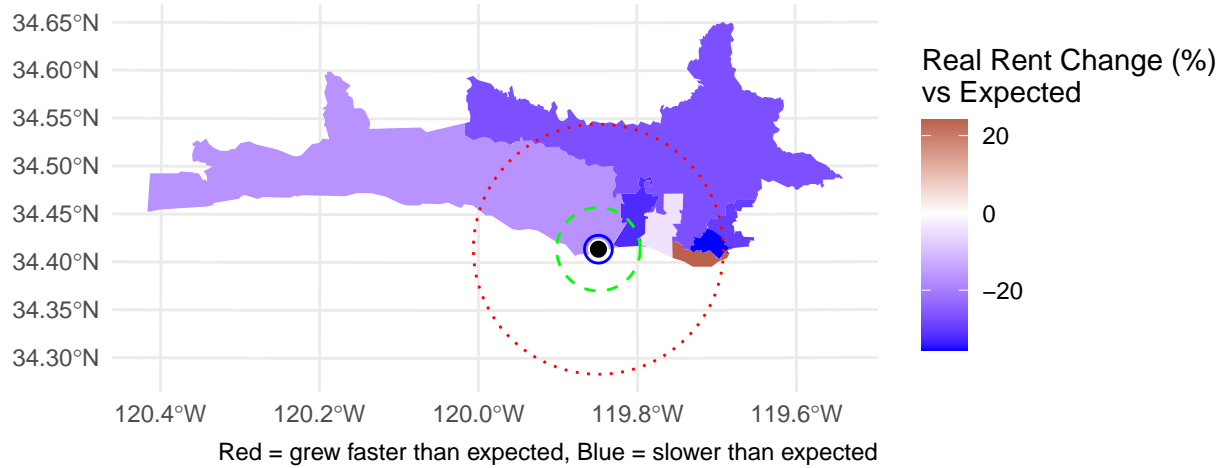 34.65°N
34.60°N
34.55°N
34.50°N
34.45°N
34.40°N
34.35°N
34.30°N
120.4°W
120.2°W
120.0°W
119.8°W
119.6°W
Red = grew faster than expected, Blue = slower than expected
Real Rent Change (%)
vs Expected
20
0
−20